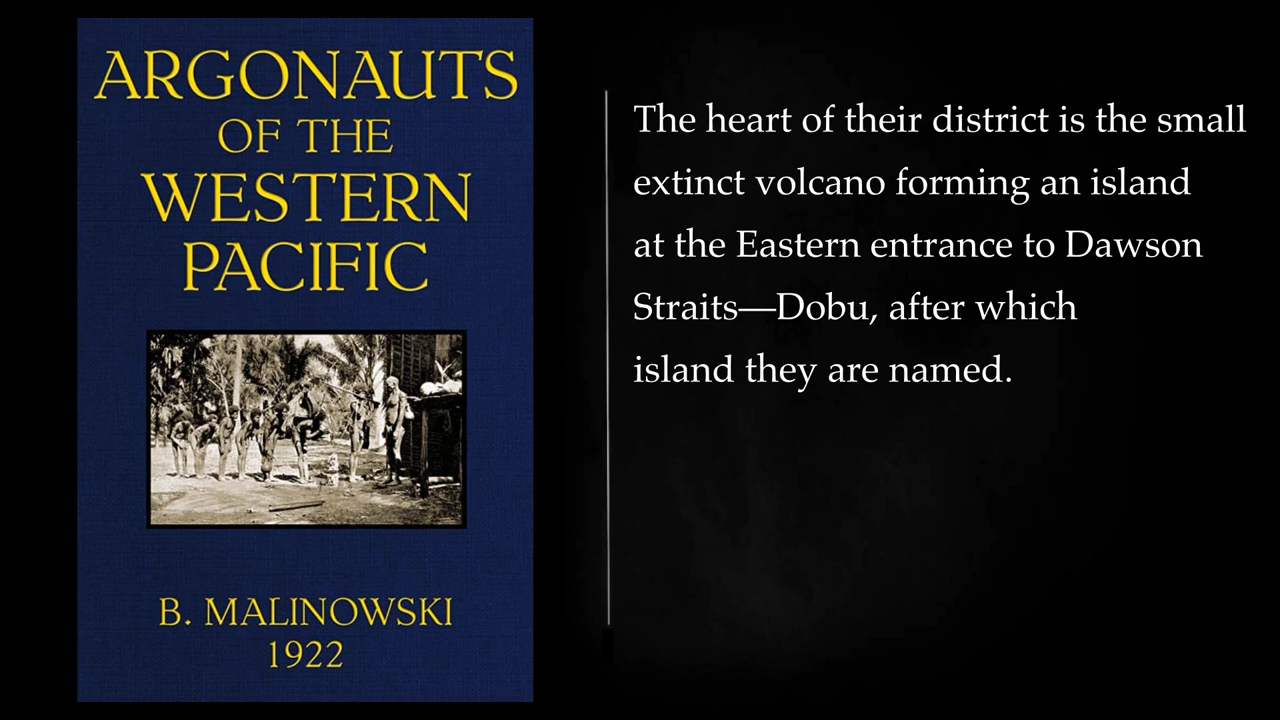 ARGONAUTS
OF THE
WESTERN
PACIFIC
B. MALINOWSKI
1922
The heart of their district is the small
extinct volcano forming an island
at the Eastern entrance to Dawson
Straits—Dobu, after which
island they are named.